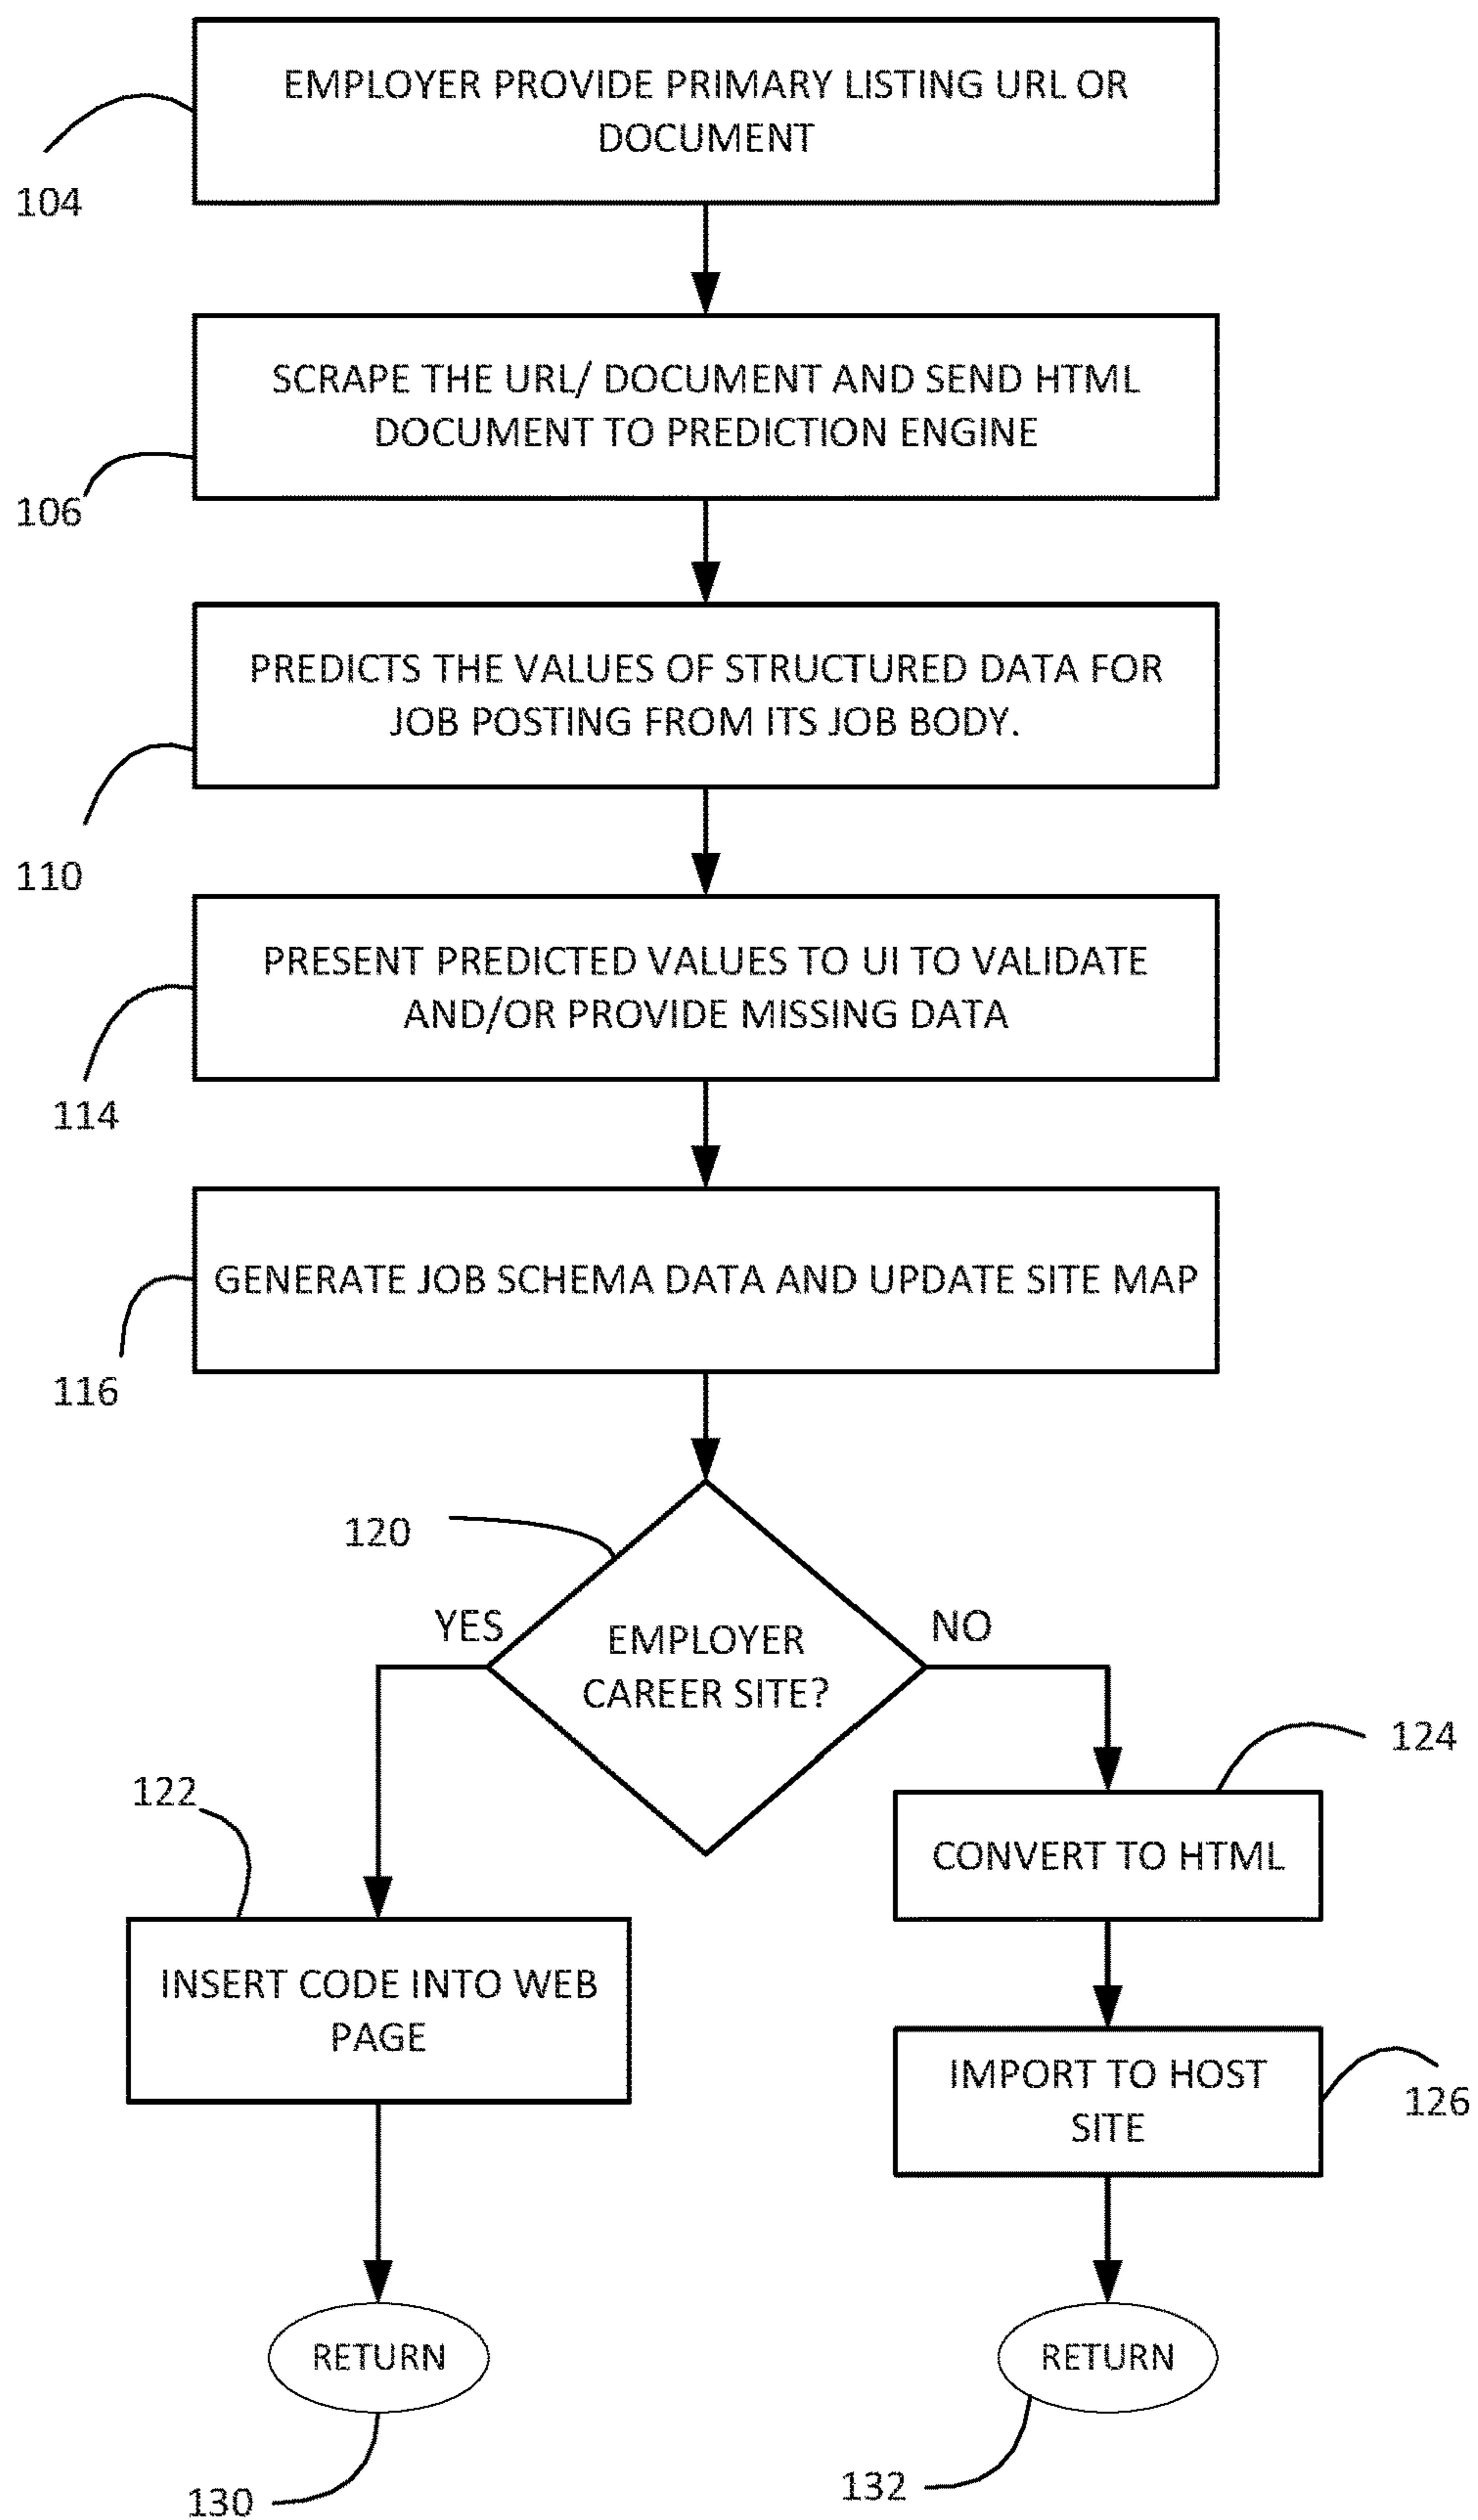 EMPLOYER PROVIDE PRIMARY LISTING URL OR
DOCUMENT
104
SCRAPE THE URL/ DOCUMENT AND SEND HTML
DOCUMENT TO PREDICTION ENGINE
106
PREDICTS THE VALUES OF STRUCTURED DATA FOR
JOB POSTING FROM ITS JOB BODY.
110
PRESENT PREDICTED VALUES TO UI TO VALIDATE
AND/OR PROVIDE MISSING DATA
114
GENERATE JOB SCHEMA DATA AND UPDATE SITE MAP
116
120
YES
EMPLOYER
CAREER SITE?
NO
122
INSERT CODE INTO WEB
PAGE
124
CONVERT TO HTML
IMPORT TO HOST
SITE
126
RETURN
130
RETURN
132